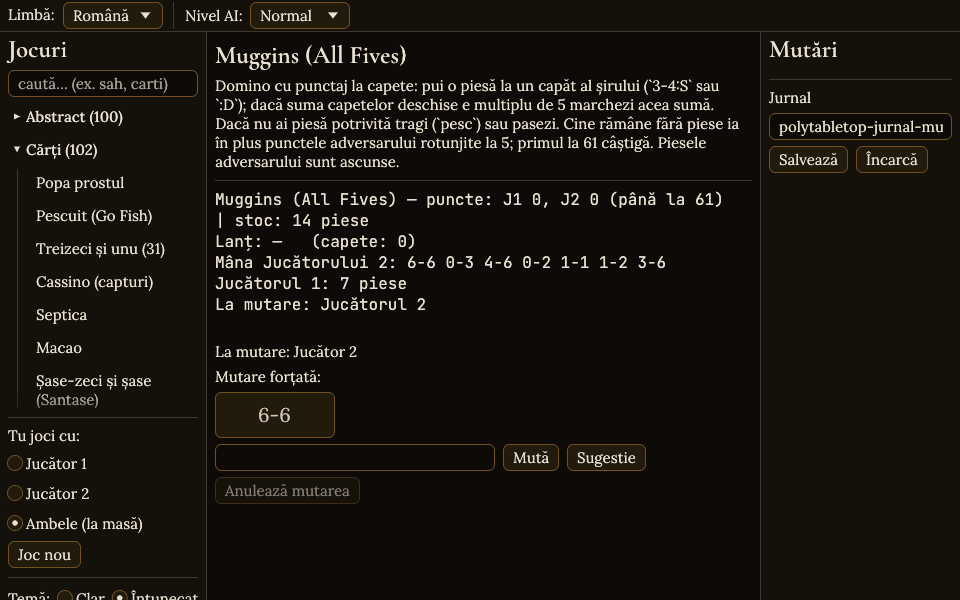 Limbă: Română ▼ Nivel AI: Normal ▼
Jocuri
caută... (ex. sah, carti)
▸ Abstract (100)
▾ Cărți (102)
Popa prostul
Pescuit (Go Fish)
Treizeci și unu (31)
Cassino (capturi)
Septica
Macao
Șase-zeci și șase
(Santase)
Tu joci cu:
Jucător 1
Jucător 2
Ambele (la masă)
Joc nou
Temă: Clar Întunecat
Muggins (All Fives)
Domino cu punctaj la capete: pui o piesă la un capăt al șirului (`3-4:S` sau
`:D`); dacă suma capetelor deschise e multiplu de 5 marchezi acea sumă.
Dacă nu ai piesă potrivită tragi (`pesc`) sau pasezi. Cine rămâne fără piese ia
în plus punctele adversarului rotunjite la 5; primul la 61 câștigă. Piesele
adversarului sunt ascunse.
Muggins (All Fives) — puncte: J1 0, J2 0 (până la 61)
| stoc: 14 piese
Lanț: — (capete: 0)
Mâna Jucătorului 2: 6-6 0-3 4-6 0-2 1-1 1-2 3-6
Jucătorul 1: 7 piese
La mutare: Jucătorul 2
La mutare: Jucător 2
Mutare forțată:
6-6
Mută Sugestie
Anulează mutarea
Mutări
Jurnal
polytabletop-jurnal-mu
Salvează Încarcă